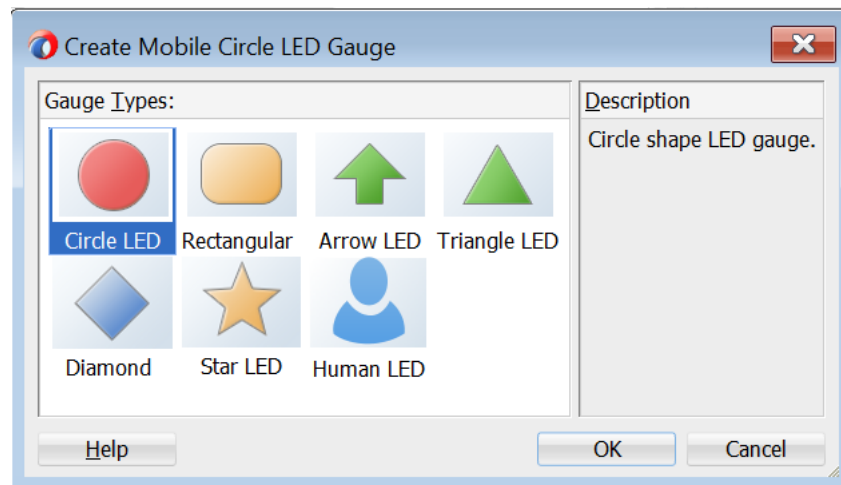 Create Mobile Circle LED Gauge
Gauge Types:
Description
Circle shape LED gauge.
Circle LED
Rectangular
Arrow LED
Triangle LED
Diamond
Star LED
Human LED
Help
OK
Cancel